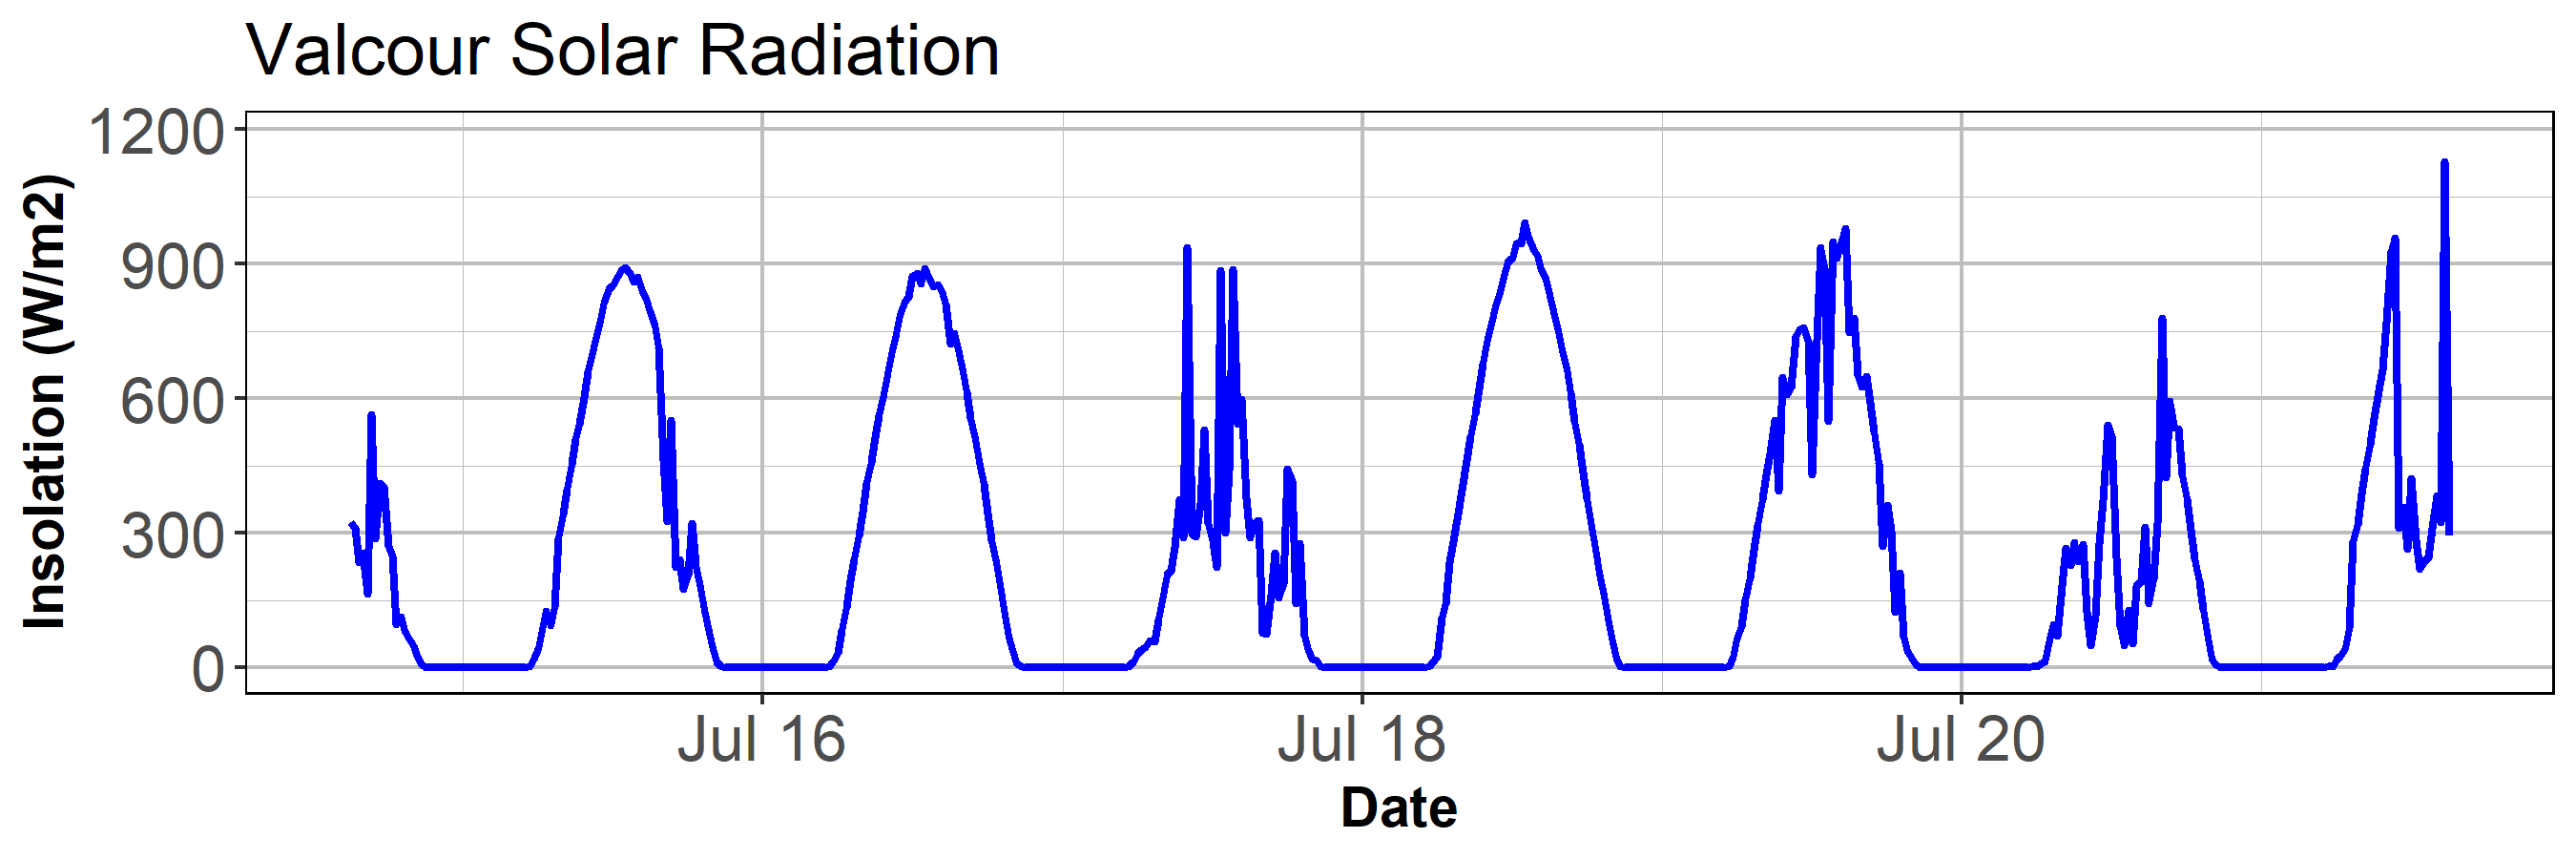 Valcour Solar Radiation
1200
900
600
300
0
Insolation (W/m2)
Jul 16
Jul 18
Jul 20
Date